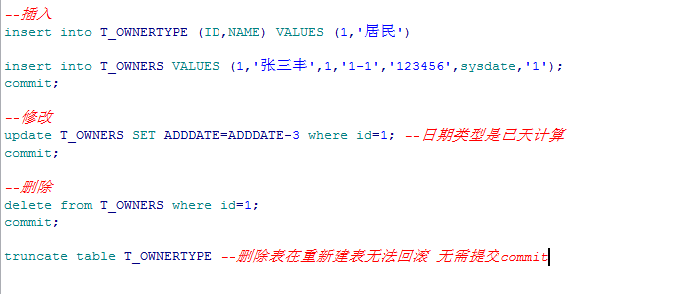 --插入
insert into T_OWNERTYPE (ID,NAME) VALUES (1,'居民')
insert into T_OWNERS VALUES (1,'张三丰',1,'1-1','123456',sysdate,'1');
commit;
--修改
update T_OWNERS SET ADDDATE=ADDDATE-3 where id=1; --日期类型是已天计算
commit;
--删除
delete from T_OWNERS where id=1;
commit;
truncate table T_OWNERTYPE --删除表在重新建表无法回滚 无需提交commit